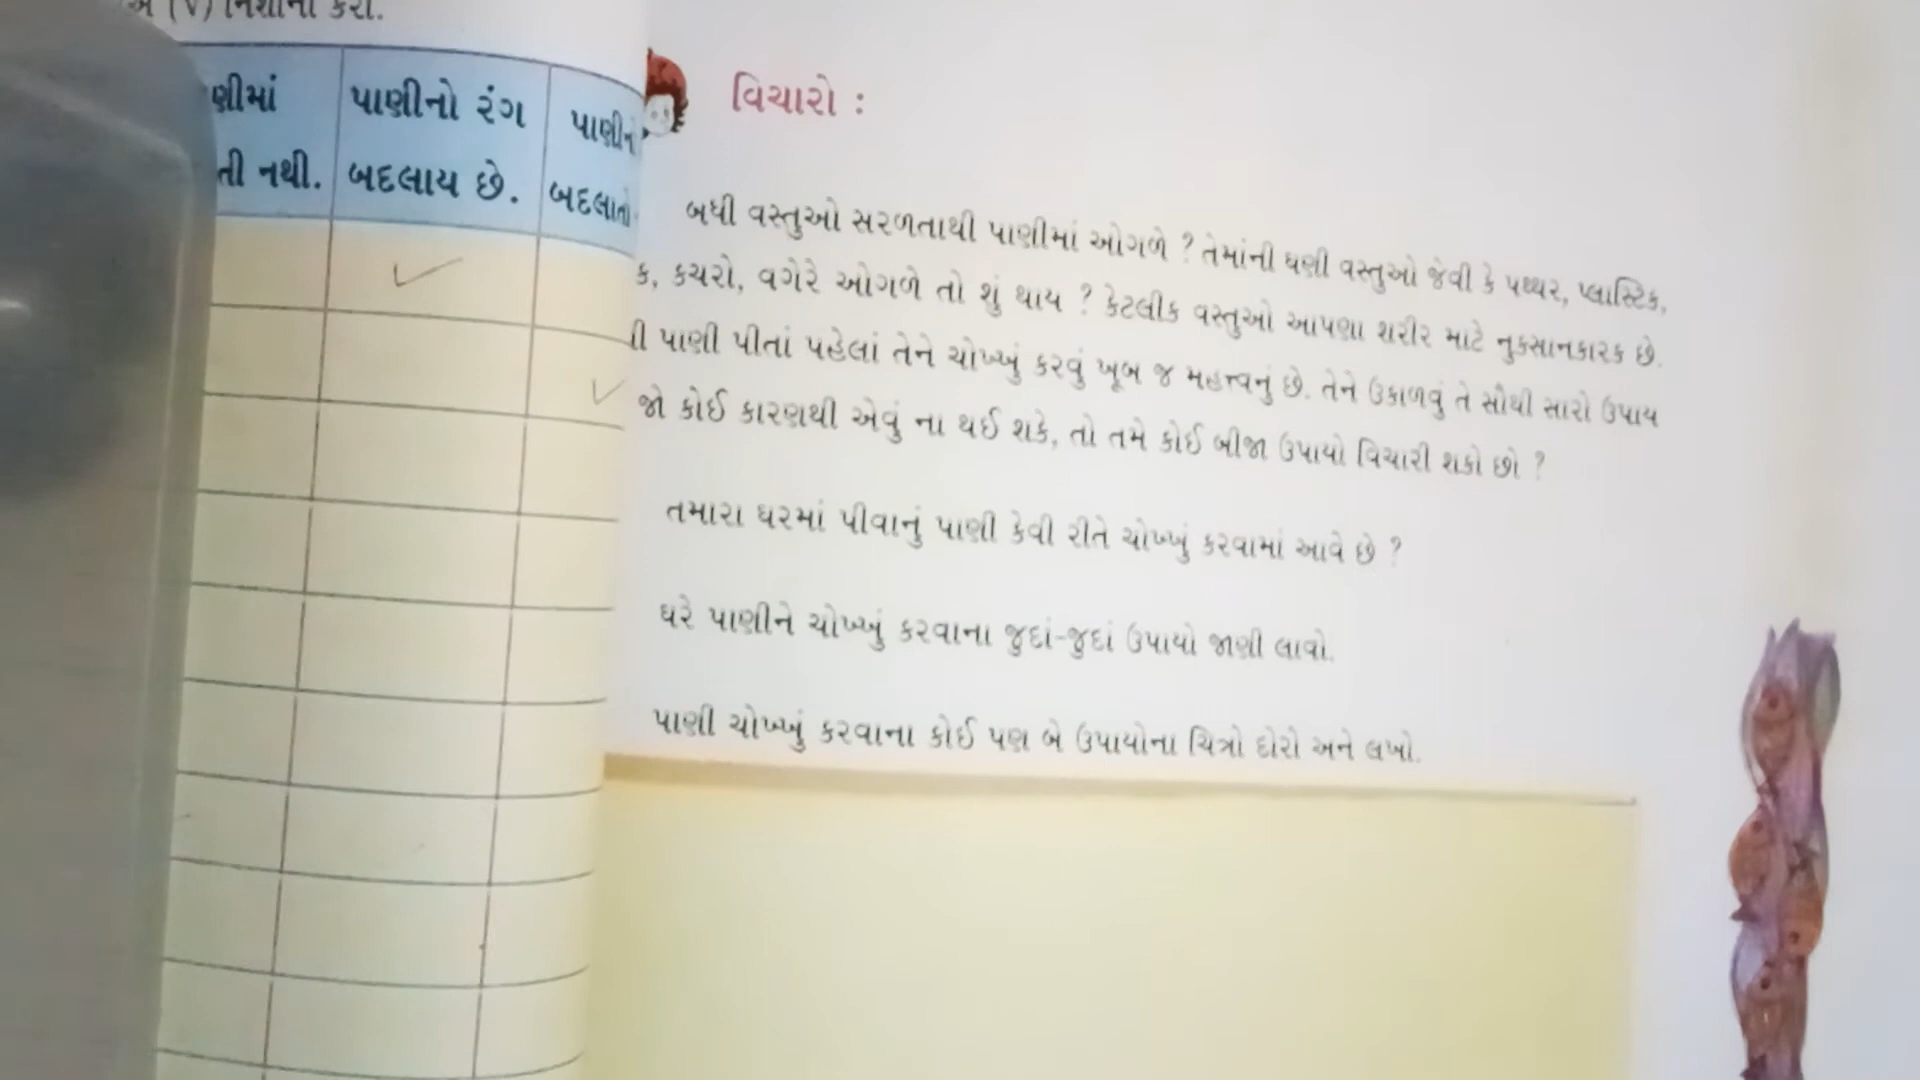 (√) નિશાની કરો.
ણીમાં
તી નથી.
પાણીનો રંગ
બદલાય છે.
પાણીન
બદલાતો
વિચારો :
બધી વસ્તુઓ સરળતાથી પાણીમાં ઓગળે ? તેમાંની ઘણી વસ્તુઓ જેવી કે પથ્થર, પ્લાસ્ટિક,
ક, કચરો, વગેરે ઓગળે તો શું થાય ? કેટલીક વસ્તુઓ આપણા શરીર માટે નુકસાનકારક છે.
ી પાણી પીતાં પહેલાં તેને ચોખ્ખું કરવું ખૂબ જ મહત્ત્વનું છે. તેને ઉકાળવું તે સૌથી સારો ઉપાય
જો કોઈ કારણથી એવું ના થઈ શકે, તો તમે કોઈ બીજા ઉપાયો વિચારી શકો છો ?
તમારા ઘરમાં પીવાનું પાણી કેવી રીતે ચોખ્ખું કરવામાં આવે છે ?
ઘરે પાણીને ચોખ્ખું કરવાના જુદાં-જુદાં ઉપાયો જાણી લાવો.
પાણી ચોખ્ખું કરવાના કોઈ પણ બે ઉપાયોના ચિત્રો દોરો અને લખો.